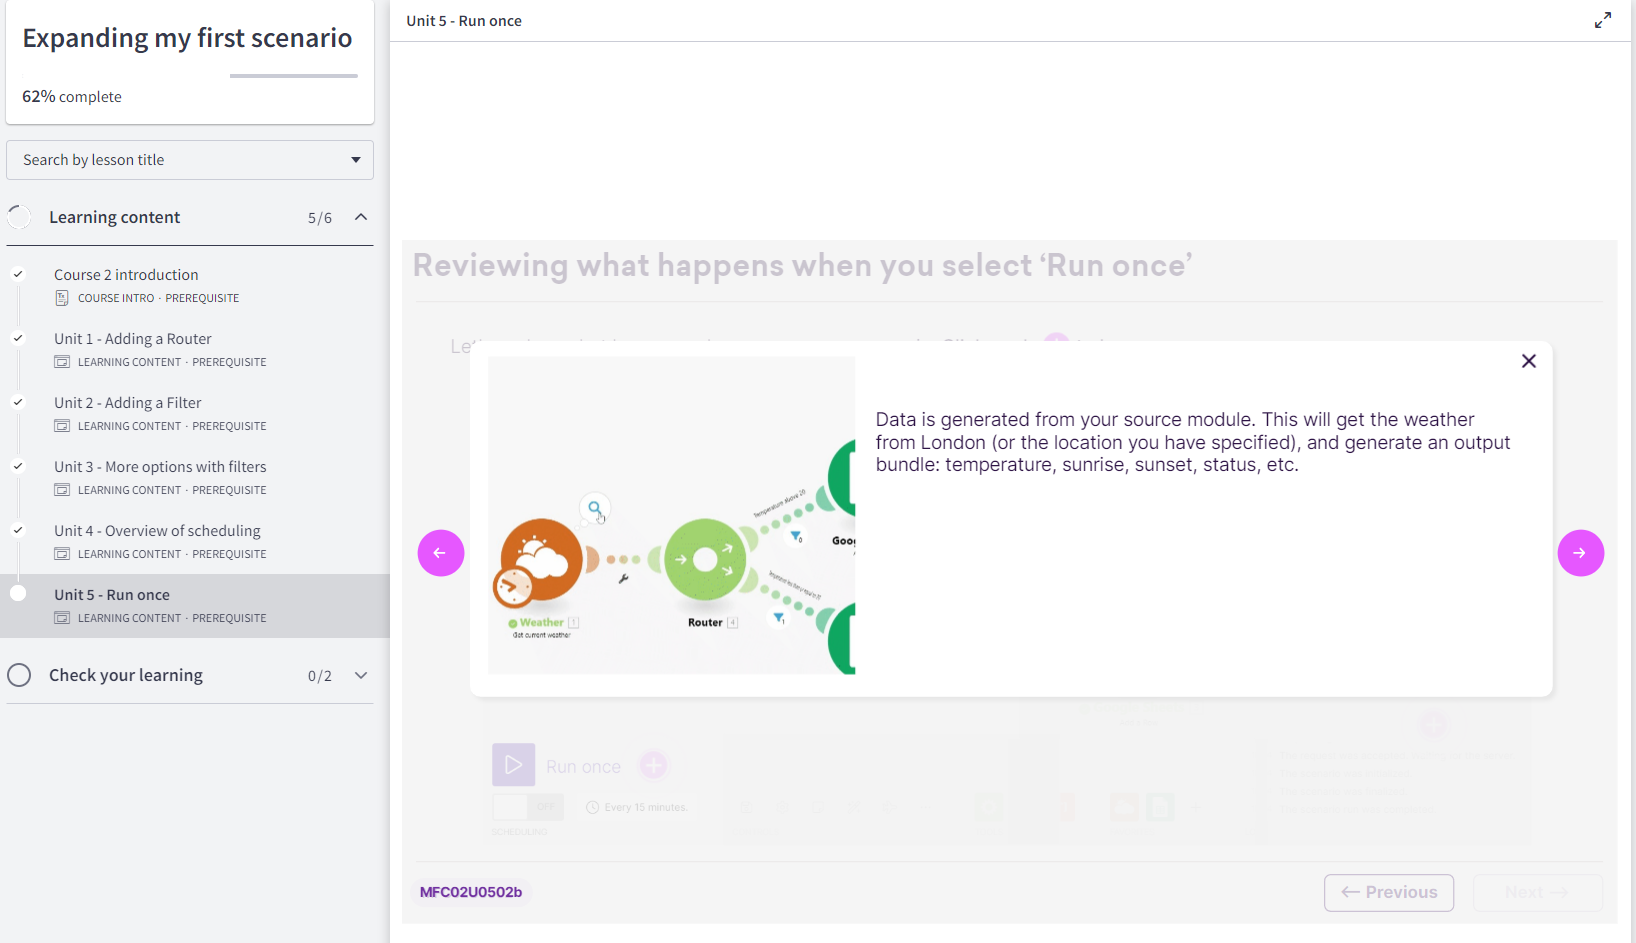 Expanding my first scenario
62% complete
Search by lesson title
Learning content 5/6
Course 2 introduction
COURSE INTRO · PREREQUISITE
Unit 1 - Adding a Router
LEARNING CONTENT · PREREQUISITE
Unit 2 - Adding a Filter
LEARNING CONTENT · PREREQUISITE
Unit 3 - More options with filters
LEARNING CONTENT · PREREQUISITE
Unit 4 - Overview of scheduling
LEARNING CONTENT · PREREQUISITE
Unit 5 - Run once
LEARNING CONTENT · PREREQUISITE
Check your learning 0/2
Unit 5 - Run once
Reviewing what happens when you select ‘Run once’
Data is generated from your source module. This will get the weather
from London (or the location you have specified), and generate an output
bundle: temperature, sunrise, sunset, status, etc.
Temperature above 20
Weather 1
Get current weather
Router 4
Run once
OFF
Every 15 minutes.
SCHEDULING
MFC02U0502b
← Previous
Next →